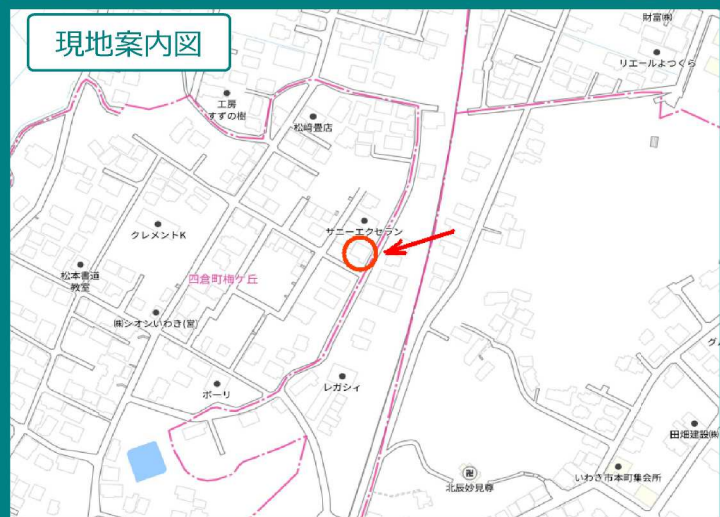 現地案内図
財富㈱
リエールよつくら
工房
すずの樹
松崎畳店
クレメントK
サニーエクセラン
松本書道
教室
四倉町梅ケ丘
㈱シオンいわき(営)
グ
ポーリ
レガシィ
田畑建設㈱
卍
北辰妙見尊
いわき市本町集会所